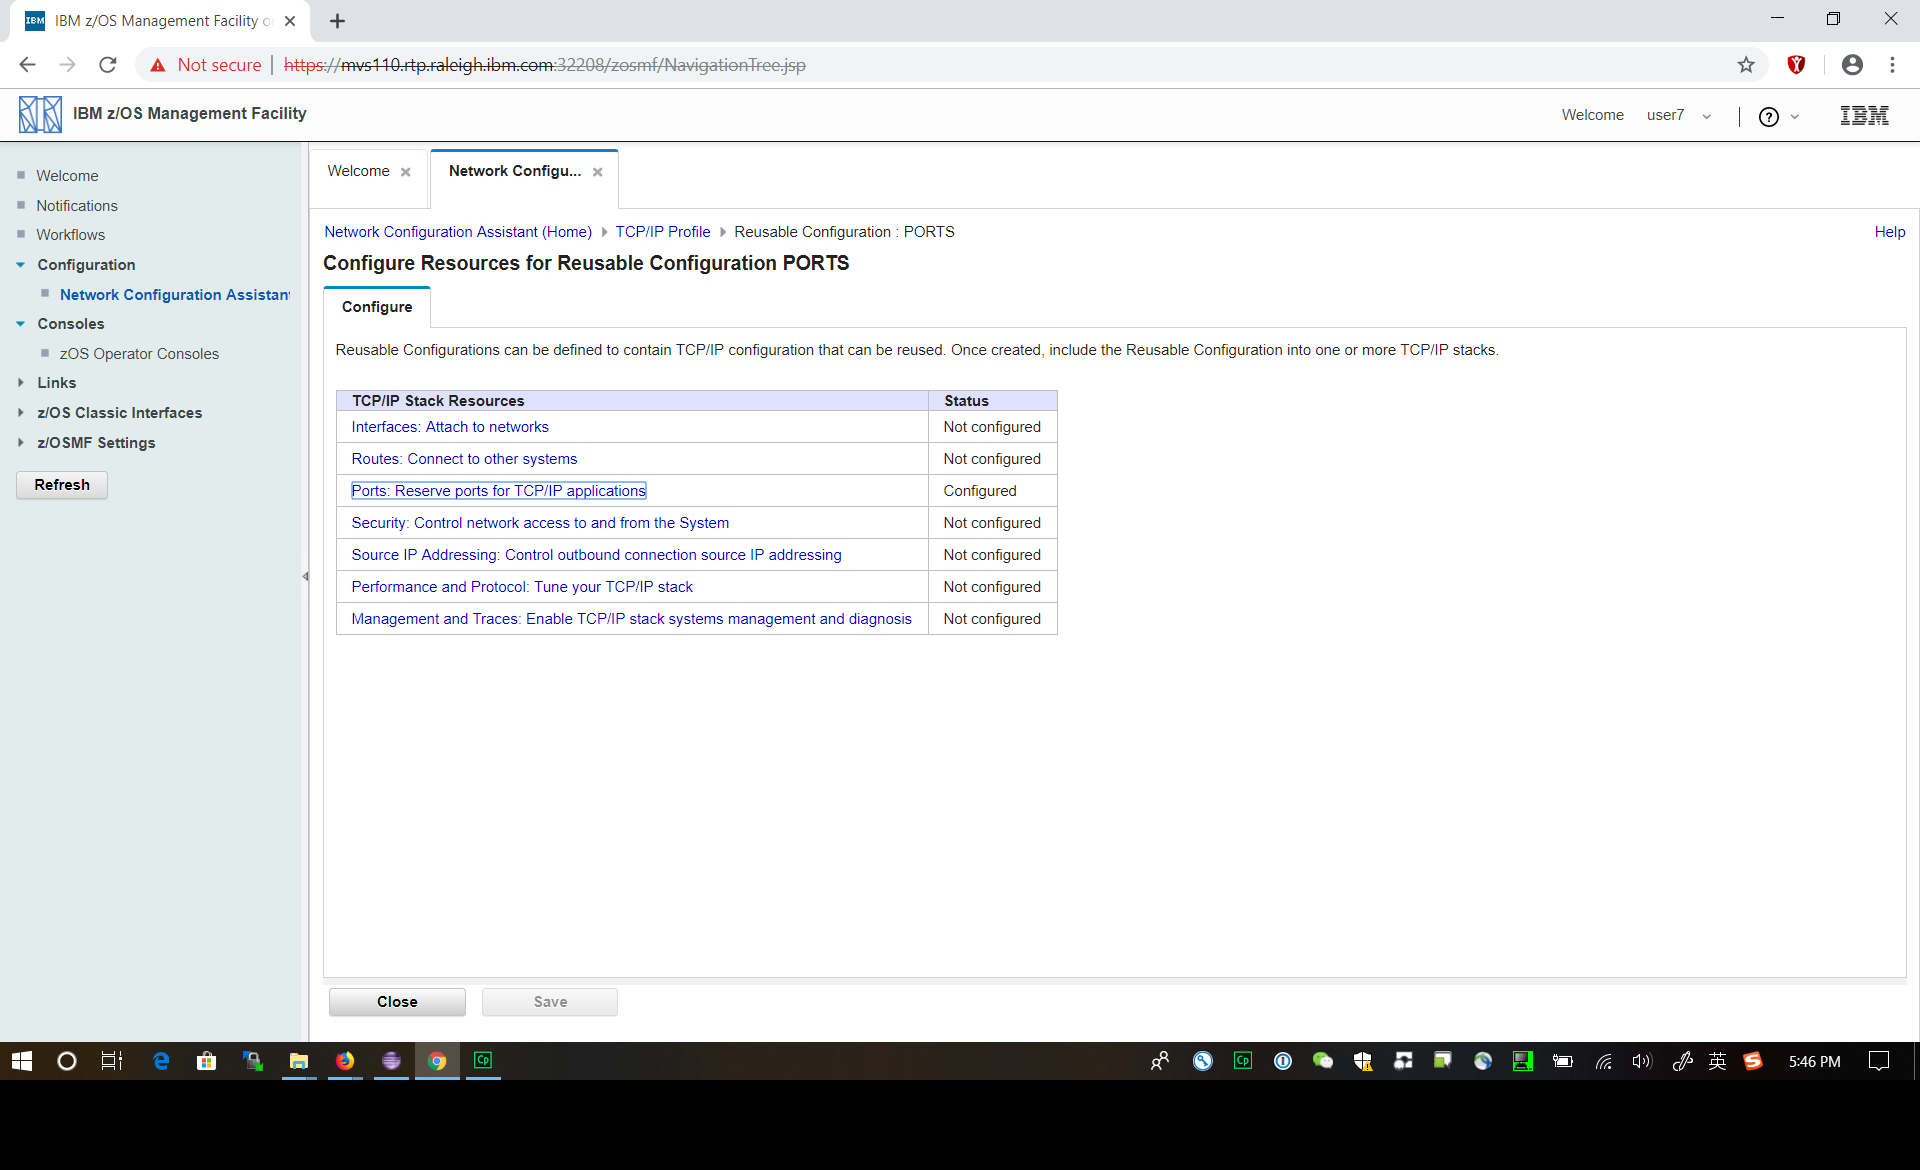 IBM
IBM z/OS Management Facility o
Not secure
https://mvs110.rtp.raleigh.ibm.com:32208/zosmf/NavigationTree.jsp
IBM z/OS Management Facility
Welcome user7
?
IBM
Welcome
Notifications
Workflows
Configuration
Network Configuration Assistant
Consoles
zOS Operator Consoles
Links
z/OS Classic Interfaces
z/OSMF Settings
Refresh
Welcome
Network Configu...
Network Configuration Assistant (Home) TCP/IP Profile Reusable Configuration : PORTS
Help
Configure Resources for Reusable Configuration PORTS
Configure
Reusable Configurations can be defined to contain TCP/IP configuration that can be reused. Once created, include the Reusable Configuration into one or more TCP/IP stacks.
TCP/IP Stack Resources Status
Interfaces: Attach to networks Not configured
Routes: Connect to other systems Not configured
Ports: Reserve ports for TCP/IP applications Configured
Security: Control network access to and from the System Not configured
Source IP Addressing: Control outbound connection source IP addressing Not configured
Performance and Protocol: Tune your TCP/IP stack Not configured
Management and Traces: Enable TCP/IP stack systems management and diagnosis Not configured
Close Save
Cp
Cp
英
5:46 PM